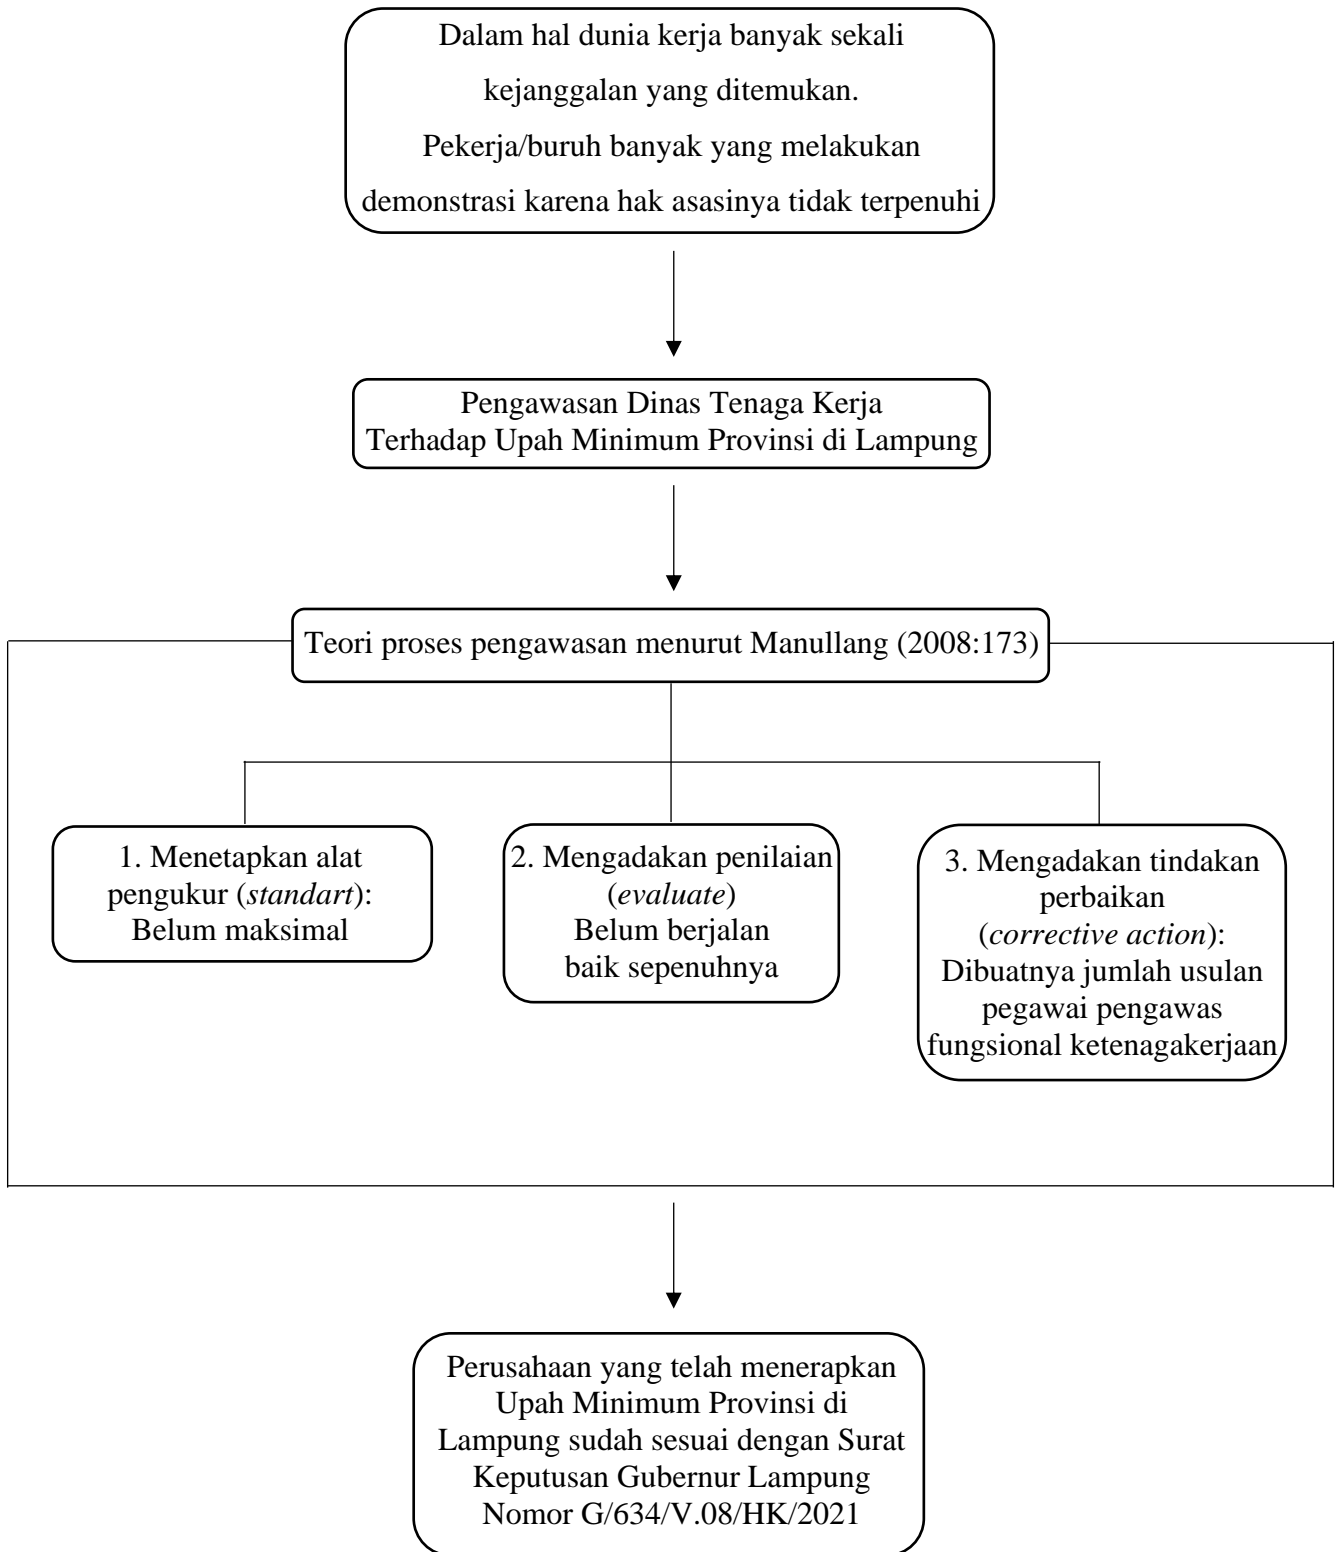 Dalam hal dunia kerja banyak sekali
kejanggalan yang ditemukan.
Pekerja/buruh banyak yang melakukan
demonstrasi karena hak asasinya tidak terpenuhi
Pengawasan Dinas Tenaga Kerja
Terhadap Upah Minimum Provinsi di Lampung
Teori proses pengawasan menurut Manullang (2008:173)
1. Menetapkan alat
pengukur (standart):
Belum maksimal
2. Mengadakan penilaian
(evaluate)
Belum berjalan
baik sepenuhnya
3. Mengadakan tindakan
perbaikan
(corrective action):
Dibuatnya jumlah usulan
pegawai pengawas
fungsional ketenagakerjaan
Perusahaan yang telah menerapkan
Upah Minimum Provinsi di
Lampung sudah sesuai dengan Surat
Keputusan Gubernur Lampung
Nomor G/634/V.08/HK/2021